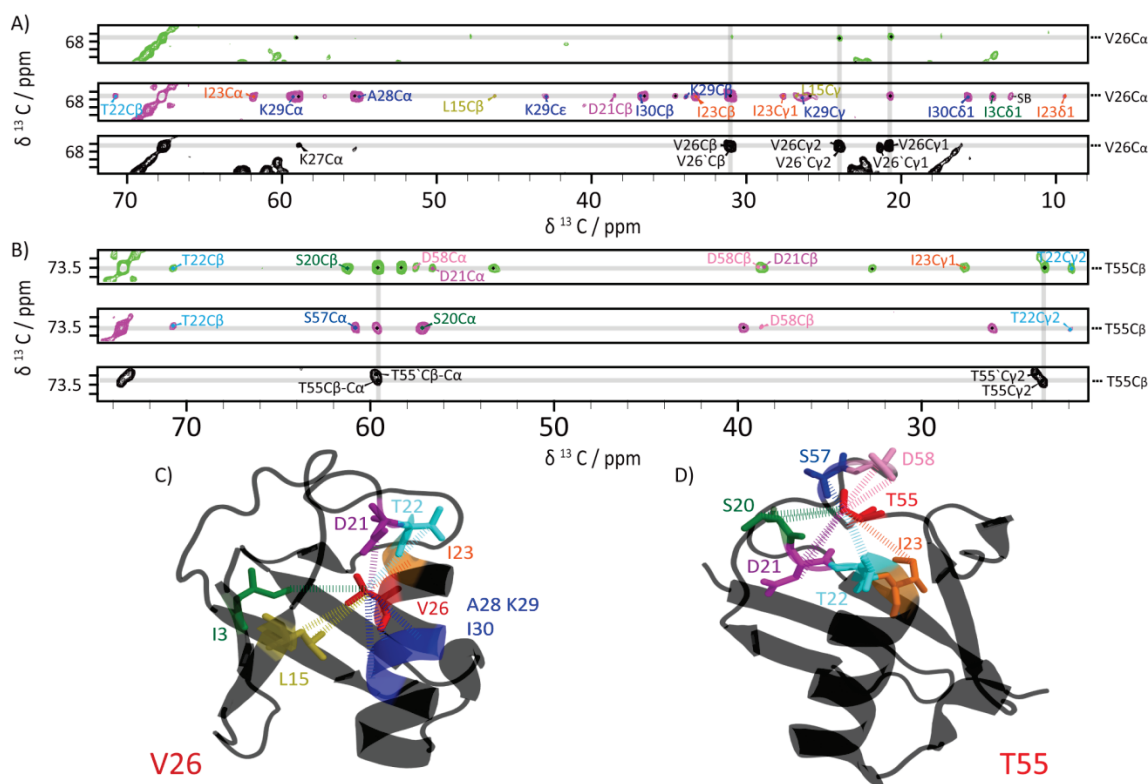 A)
68
V26Cα
68
T22Cβ
I23Cα
K29Cα
A28Cα
L15Cβ
K29Cε
D21Cβ
I30Cβ
K29Cβ
I23Cβ
I23Cγ1
L15Cγ
K29Cγ
I30Cδ1
I3Cδ1
SB
I23δ1
V26Cα
68
K27Cα
V26Cβ
V26`Cβ
V26Cγ2
V26`Cγ2
V26Cγ1
V26`Cγ1
V26Cα
δ 13 C / ppm
70 60 50 40 30 20 10
δ 13 C / ppm
B)
73.5
T22Cβ
S20Cβ
D58Cα
D21Cα
D58Cβ
D21Cβ
I23Cγ1
T22Cγ2
T55Cβ
73.5
T22Cβ
S57Cα
S20Cα
D58Cβ
T22Cγ2
T55Cβ
73.5
T55`Cβ-Cα
T55Cβ-Cα
T55`Cγ2
T55Cγ2
T55Cβ
δ 13 C / ppm
70 60 50 40 30
δ 13 C / ppm
C)
D21
T22
I23
V26
A28 K29
I30
I3
L15
V26
D)
S57
D58
S20
T55
D21
I23
T22
T55